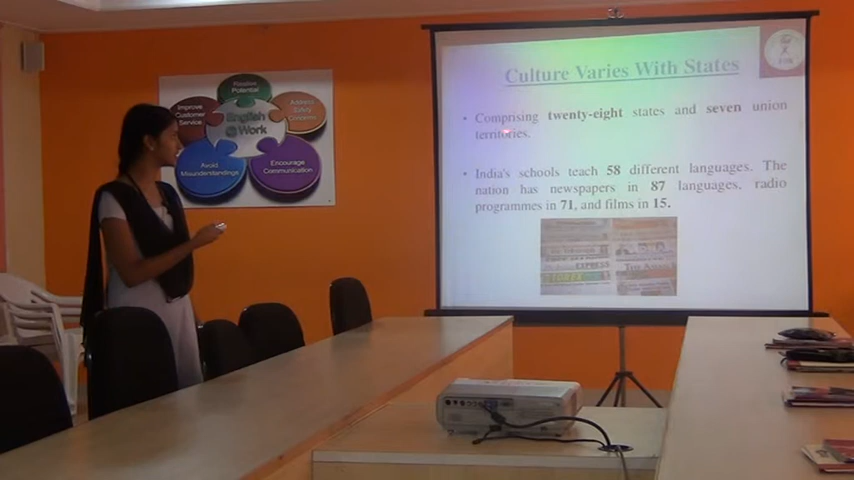 Culture Varies With States
• Comprising twenty-eight states and seven union
territories.
• India's schools teach 58 different languages. The
nation has newspapers in 87 languages, radio
programmes in 71, and films in 15.
EXPRESS
Positive
Potential
Improve
Customer
Service
Address
Safety
Concerns
English
@Work
Avoid
Misunderstandings
Encourage
Communication